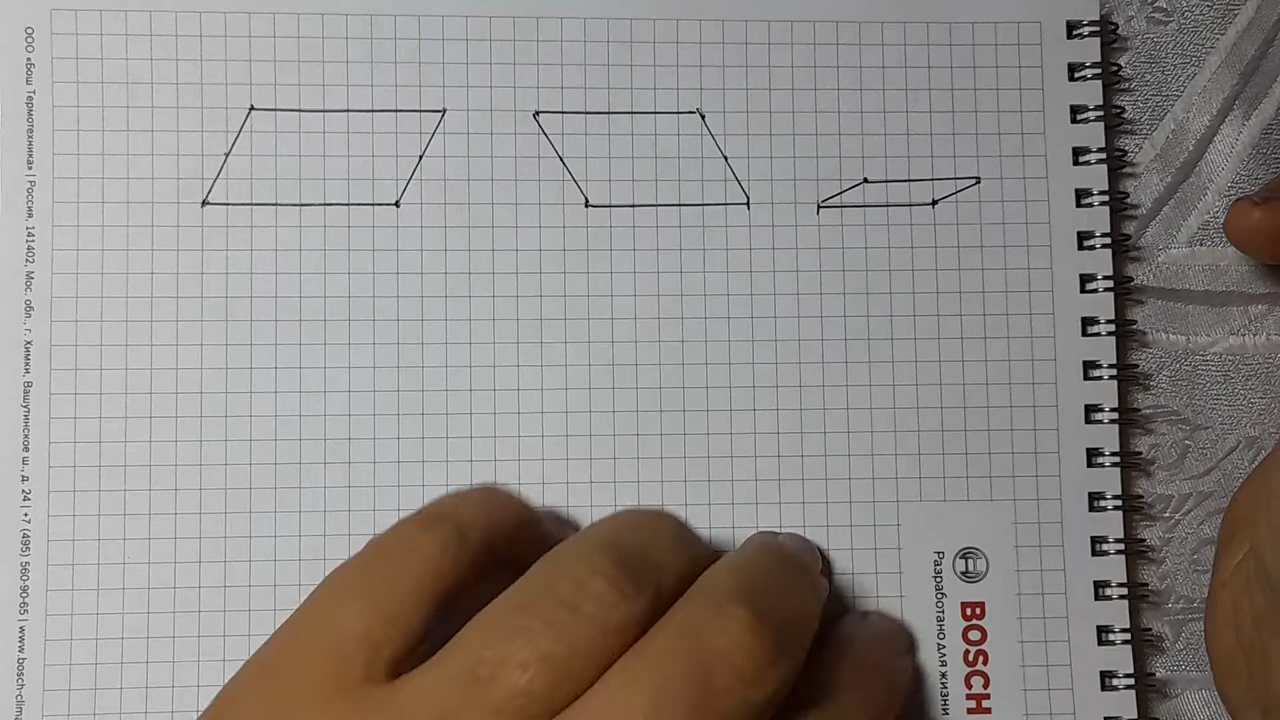 ООО «Бош Термотехника» | Россия, 141402, Мос. обл., г. Химки, Вашутинское ш., д. 24 | +7 (495) 560-90-65 | www.bosch-clima
BOSCH
Разработано для жизни